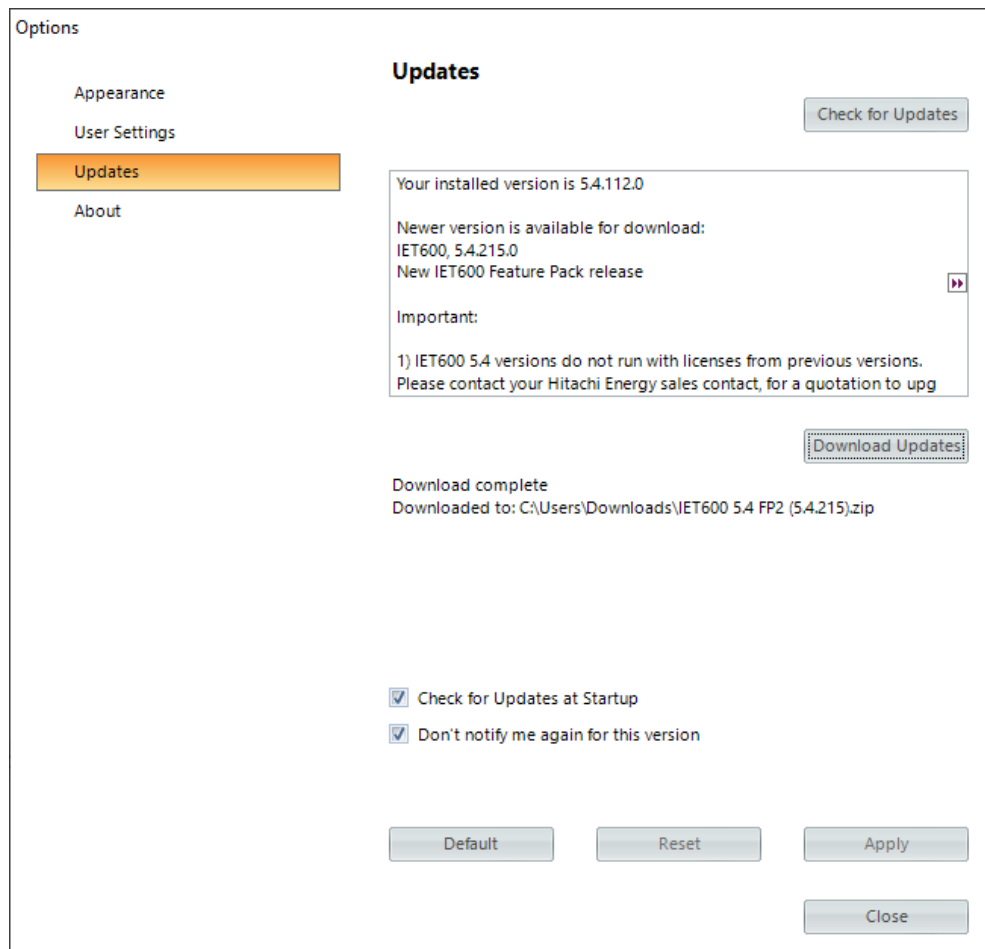 Options
Appearance
User Settings
Updates
About
Updates
Check for Updates
Your installed version is 5.4.112.0
Newer version is available for download:
IET600, 5.4.215.0
New IET600 Feature Pack release
Important:
1) IET600 5.4 versions do not run with licenses from previous versions.
Please contact your Hitachi Energy sales contact, for a quotation to upg
Download Updates
Download complete
Downloaded to: C:\Users\Downloads\IET600 5.4 FP2 (5.4.215).zip
Check for Updates at Startup
Don't notify me again for this version
Default Reset Apply
Close